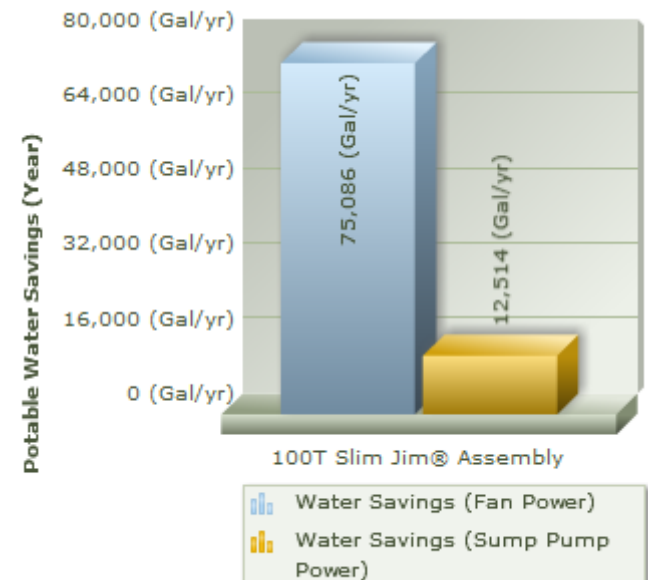 80,000 (Gal/yr)
64,000 (Gal/yr)
48,000 (Gal/yr)
32,000 (Gal/yr)
16,000 (Gal/yr)
0 (Gal/yr)
Potable Water Savings (Year)
75,086 (Gal/yr)
12,514 (Gal/yr)
100T Slim Jim® Assembly
Water Savings (Fan Power)
Water Savings (Sump Pump
Power)